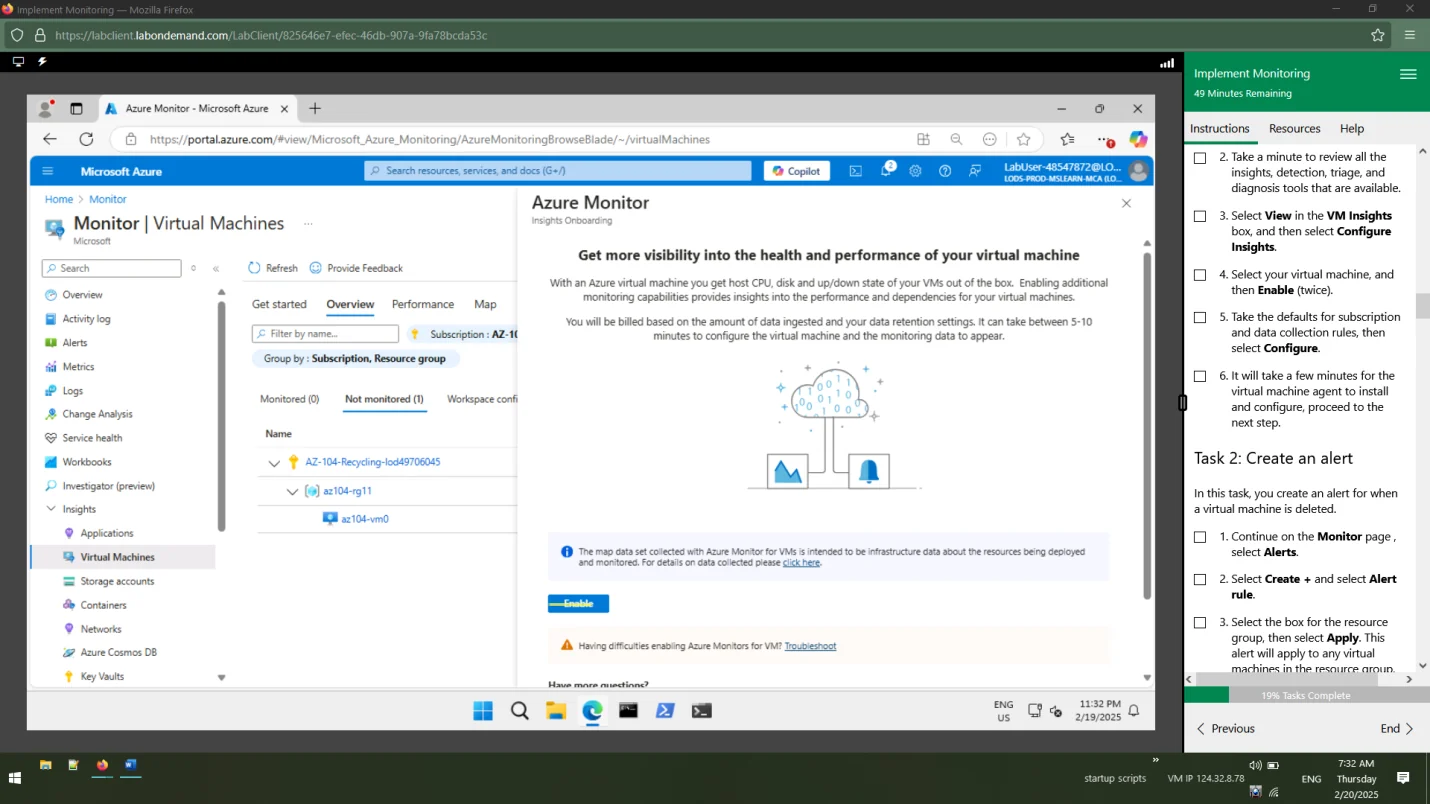 Implement Monitoring — Mozilla Firefox
https://labclient.labondemand.com/LabClient/825646e7-efec-46db-907a-9fa78bcda53c
Azure Monitor - Microsoft Azure
https://portal.azure.com/#view/Microsoft_Azure_Monitoring/AzureMonitoringBrowseBlade/~/virtualMachines
Microsoft Azure
Search resources, services, and docs (G+/)
Copilot
2
LabUser-48547872@LO...
LODS-PROD-MSLEARN-MCA (LO...
Home > Monitor
Monitor | Virtual Machines ...
Microsoft
Search
Overview
Activity log
Alerts
Metrics
Logs
Change Analysis
Service health
Workbooks
Investigator (preview)
Insights
Applications
Virtual Machines
Storage accounts
Containers
Networks
Azure Cosmos DB
Key Vaults
Refresh
Provide Feedback
Get started
Overview
Performance
Map
Filter by name...
Subscription : AZ-10
Group by : Subscription, Resource group
Monitored (0)
Not monitored (1)
Workspace confi
Name
AZ-104-Recycling-lod49706045
az104-rg11
az104-vm0
Azure Monitor
Insights Onboarding
Get more visibility into the health and performance of your virtual machine
With an Azure virtual machine you get host CPU, disk and up/down state of your VMs out of the box. Enabling additional
monitoring capabilities provides insights into the performance and dependencies for your virtual machines.
You will be billed based on the amount of data ingested and your data retention settings. It can take between 5-10
minutes to configure the virtual machine and the monitoring data to appear.
The map data set collected with Azure Monitor for VMs is intended to be infrastructure data about the resources being deployed
and monitored. For details on data collected please click here.
Enable
Having difficulties enabling Azure Monitors for VM? Troubleshoot
Have more questions?
ENG
US
11:32 PM
2/19/2025
Implement Monitoring
49 Minutes Remaining
Instructions
Resources
Help
2. Take a minute to review all the
insights, detection, triage, and
diagnosis tools that are available.
3. Select View in the VM Insights
box, and then select Configure
Insights.
4. Select your virtual machine, and
then Enable (twice).
5. Take the defaults for subscription
and data collection rules, then
select Configure.
6. It will take a few minutes for the
virtual machine agent to install
and configure, proceed to the
next step.
Task 2: Create an alert
In this task, you create an alert for when
a virtual machine is deleted.
1. Continue on the Monitor page ,
select Alerts.
2. Select Create + and select Alert
rule.
3. Select the box for the resource
group, then select Apply. This
alert will apply to any virtual
machines in the resource group.
19% Tasks Complete
Previous
End
startup scripts
VM IP 124.32.8.78
ENG
7:32 AM
Thursday
2/20/2025